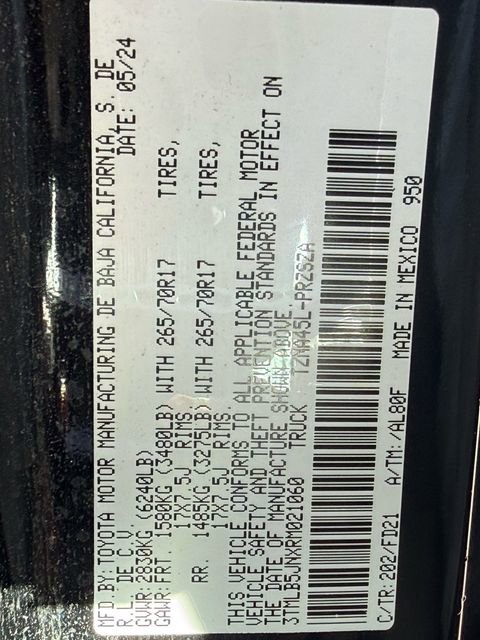 MFD.BY:TOYOTA MOTOR MANUFACTURING DE BAJA CALIFORNIA, S. DE
R. L. DE C. V. DATE: 05/24
GVWR: 2830KG (6240LB)
GAWR:FRT. 1580KG (3480LB) WITH 265/70R17 TIRES,
17X7.5J RIMS.
RR. 1485KG (3275LB) WITH 265/70R17 TIRES,
17X7.5J RIMS.
THIS VEHICLE CONFORMS TO ALL APPLICABLE FEDERAL MOTOR
VEHICLE SAFETY AND THEFT PREVENTION STANDARDS IN EFFECT ON
THE DATE OF MANUFACTURE SHOWN ABOVE.
3TMLB5JNXRM021060 TRUCK TZMA45L-PRZSZA
C/TR:202/FD21 A/TM:/AL80F MADE IN MEXICO 950